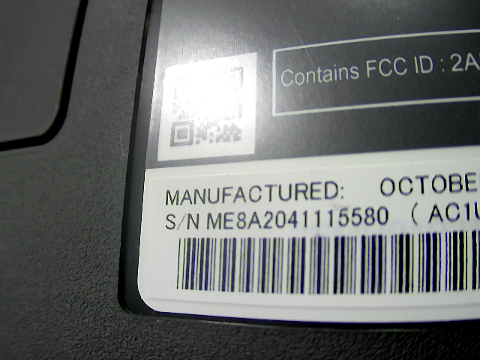 Contains FCC ID : 2A
MANUFACTURED: OCTOBE
S/N ME8A2041115580 ( AC1U